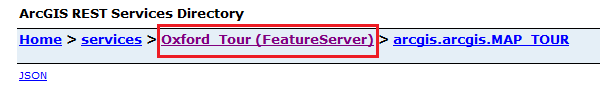 ArcGIS REST Services Directory
Home > services > Oxford_Tour (FeatureServer) > arcgis.arcgis.MAP_TOUR
JSON